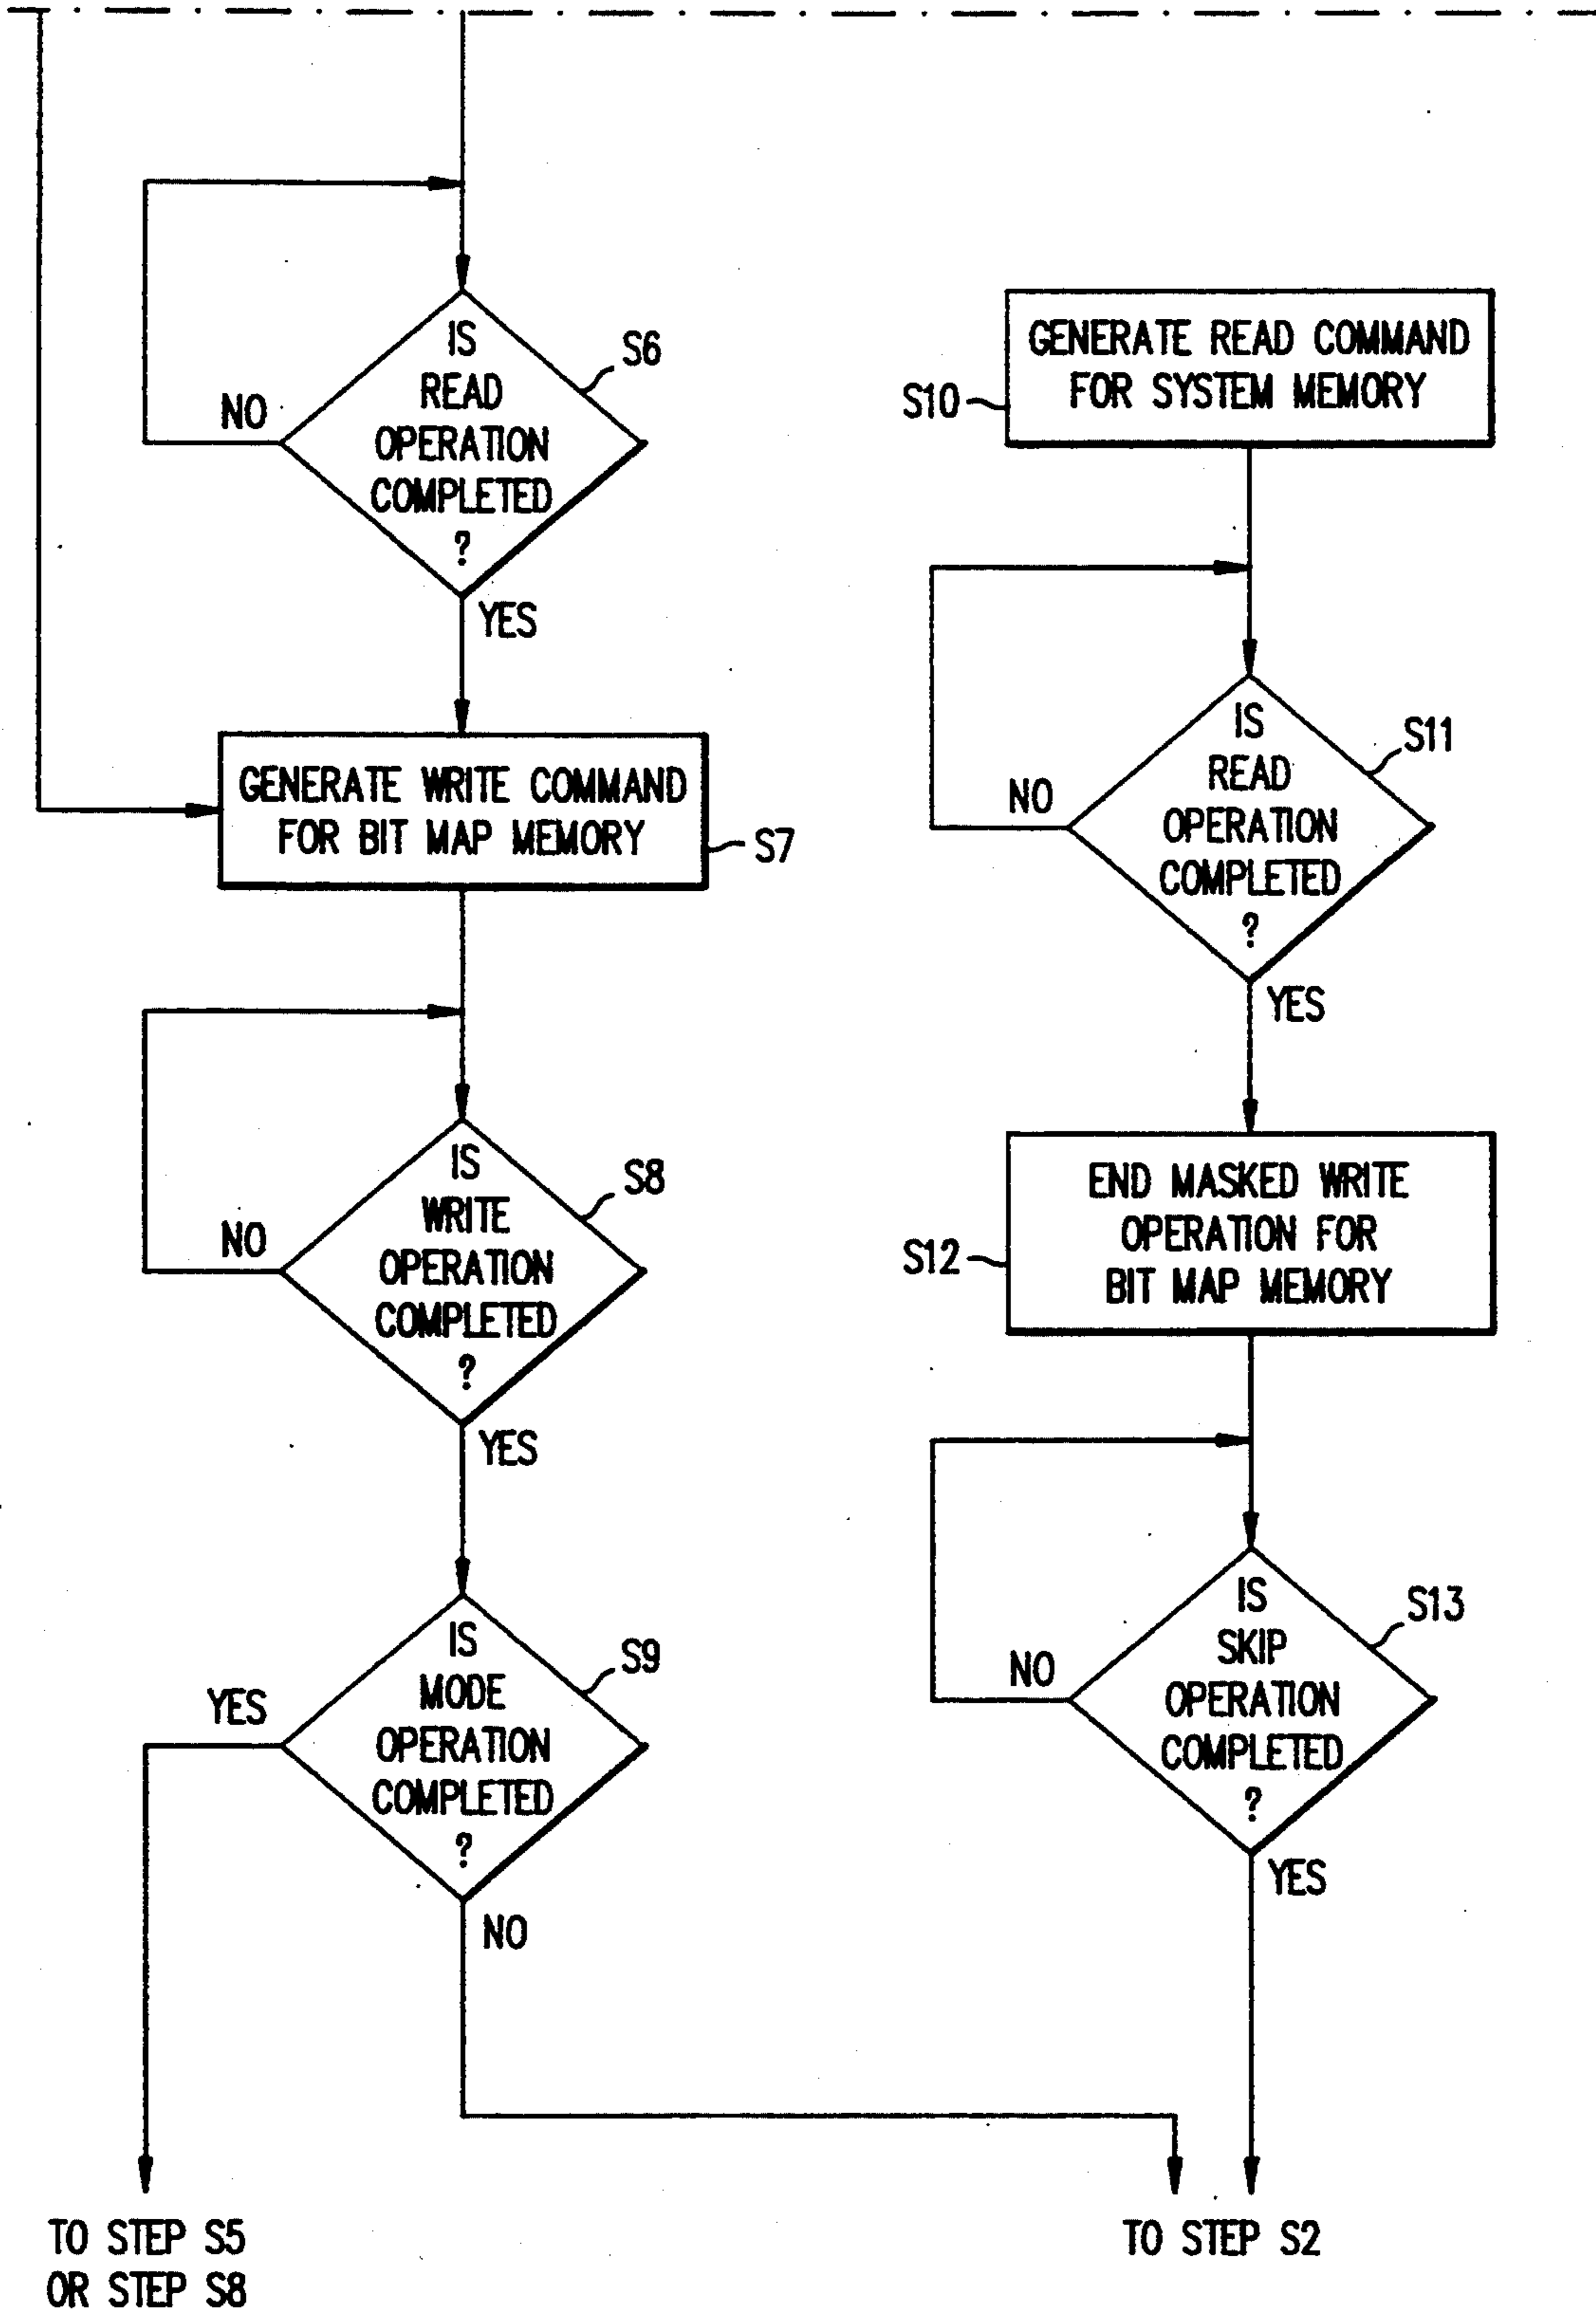 IS
READ
OPERATION
COMPLETED
?
S6
NO
YES
GENERATE WRITE COMMAND
FOR BIT MAP MEMORY
S7
IS
WRITE
OPERATION
COMPLETED
?
S8
NO
YES
IS
MODE
OPERATION
COMPLETED
?
S9
YES
NO
TO STEP S5
OR STEP S8
GENERATE READ COMMAND
FOR SYSTEM MEMORY
S10
IS
READ
OPERATION
COMPLETED
?
S11
NO
YES
END MASKED WRITE
OPERATION FOR
BIT MAP MEMORY
S12
IS
SKIP
OPERATION
COMPLETED
?
S13
NO
YES
TO STEP S2